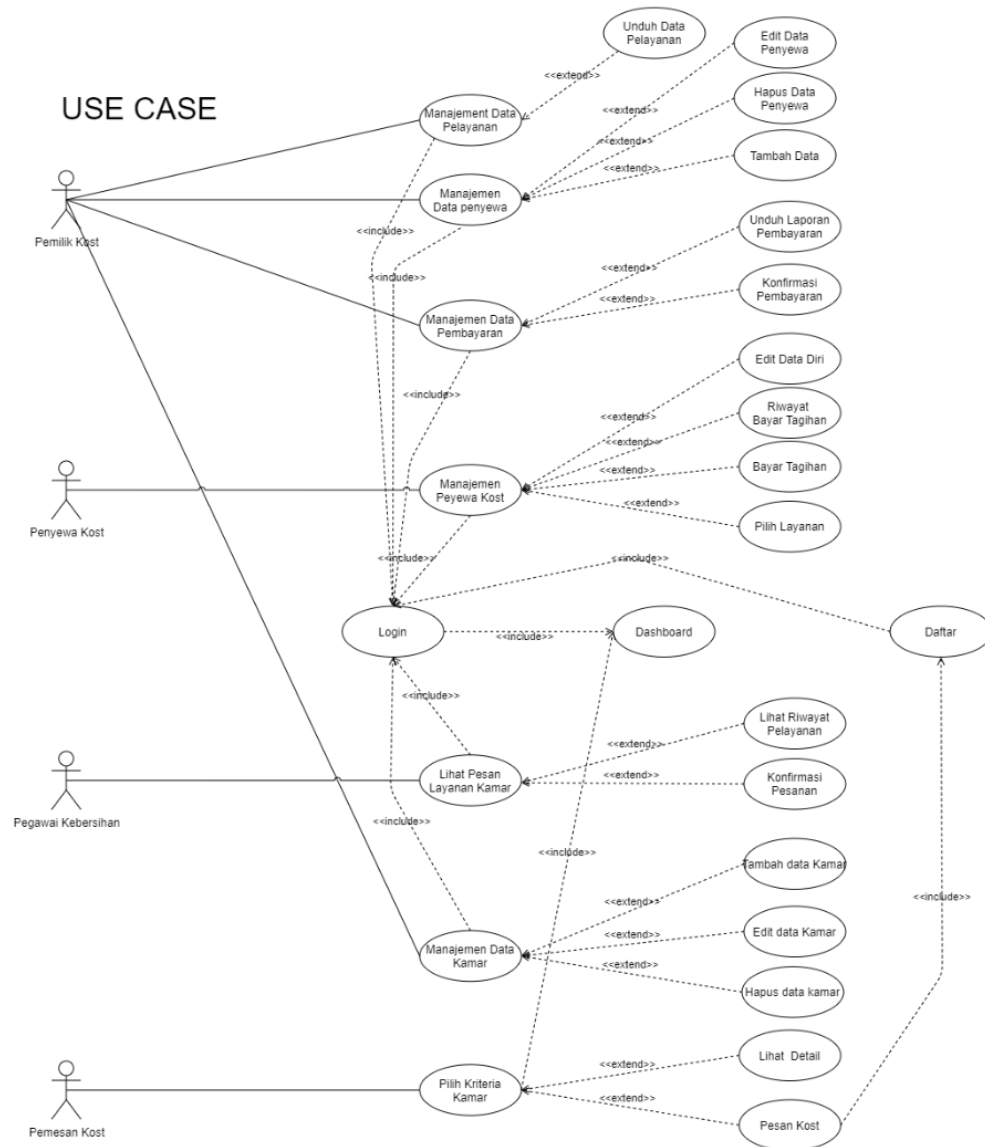 USE CASE
Unduh Data
Pelayanan
Edit Data
Penyewa
<<extend>>
Manajement Data
Pelayanan
<<extend>>
Hapus Data
Penyewa
<<extend>>
Tambah Data
<<extend>>
Manajemen
Data penyewa
Pemilik Kost
<<include>>
<<include>>
Unduh Laporan
Pembayaran
<<extend>>
Konfirmasi
Pembayaran
<<extend>>
Manajemen Data
Pembayaran
Edit Data Diri
<<include>>
<<extend>>
Riwayat
Bayar Tagihan
<<extend>>
Bayar Tagihan
<<extend>>
Manajemen
Peyewa Kost
<<extend>>
Pilih Layanan
Penyewa Kost
<<include>>
<<include>>
Login
<<include>>
Dashboard
Daftar
<<include>>
Lihat Riwayat
Pelayanan
<<extend>>
Lihat Pesan
Layanan Kamar
<<extend>>
Konfirmasi
Pesanan
Pegawai Kebersihan
<<include>>
<<include>>
Tambah data Kamar
<<extend>>
<<include>>
Manajemen Data
Kamar
<<extend>>
Edit data Kamar
<<extend>>
Hapus data kamar
Lihat Detail
<<extend>>
Pilih Kriteria
Kamar
<<extend>>
Pesan Kost
Pemesan Kost